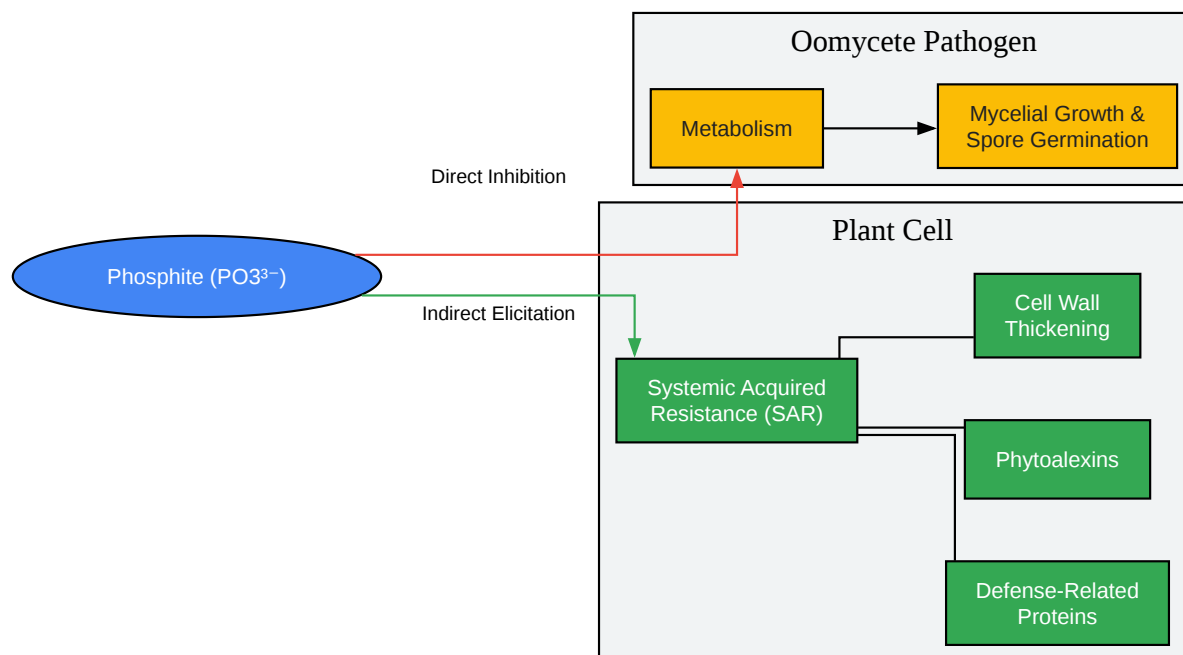 Oomycete Pathogen
Metabolism
Mycelial Growth &
Spore Germination
Direct Inhibition
Plant Cell
Phosphite (PO3³⁻)
Indirect Elicitation
Cell Wall
Thickening
Systemic Acquired
Resistance (SAR)
Phytoalexins
Defense-Related
Proteins